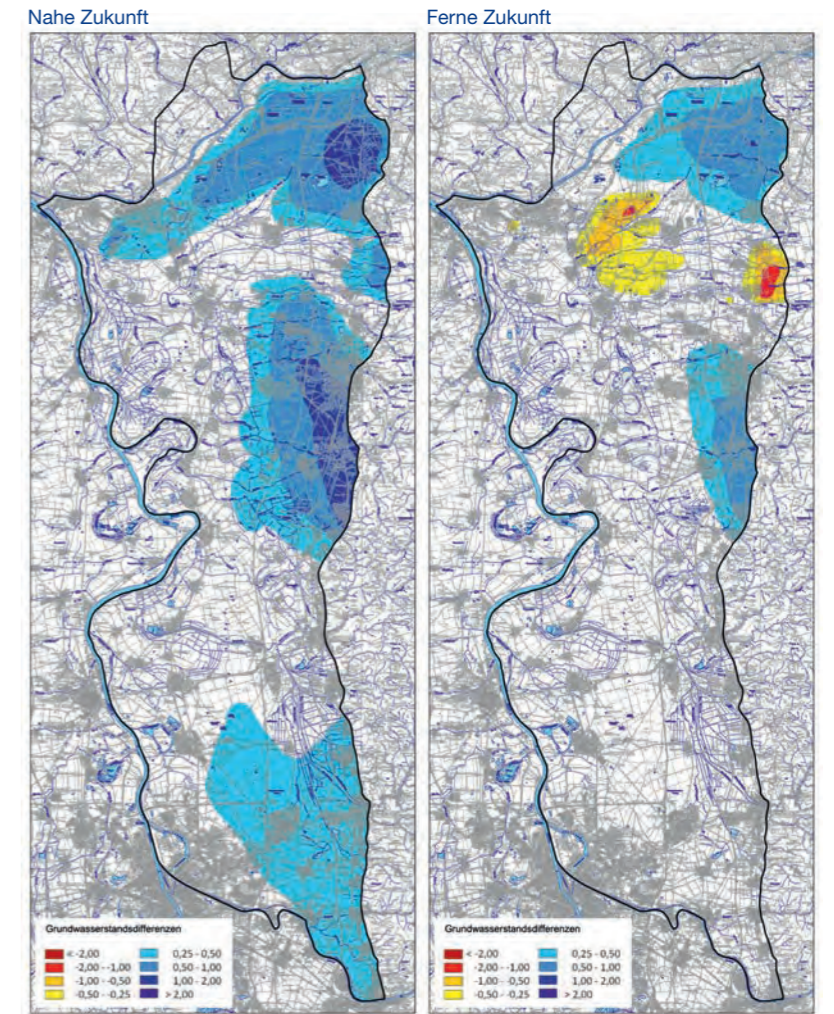 Nahe Zukunft
Ferne Zukunft
Grundwasserstandsdifferenzen
< -2,00
0,25 - 0,50
-2,00 - -1,00
0,50 - 1,00
-1,00 - -0,50
1,00 - 2,00
-0,50 - -0,25
> 2,00
Grundwasserstandsdifferenzen
< -2,00
0,25 - 0,50
-2,00 - -1,00
0,50 - 1,00
-1,00 - -0,50
1,00 - 2,00
-0,50 - -0,25
> 2,00